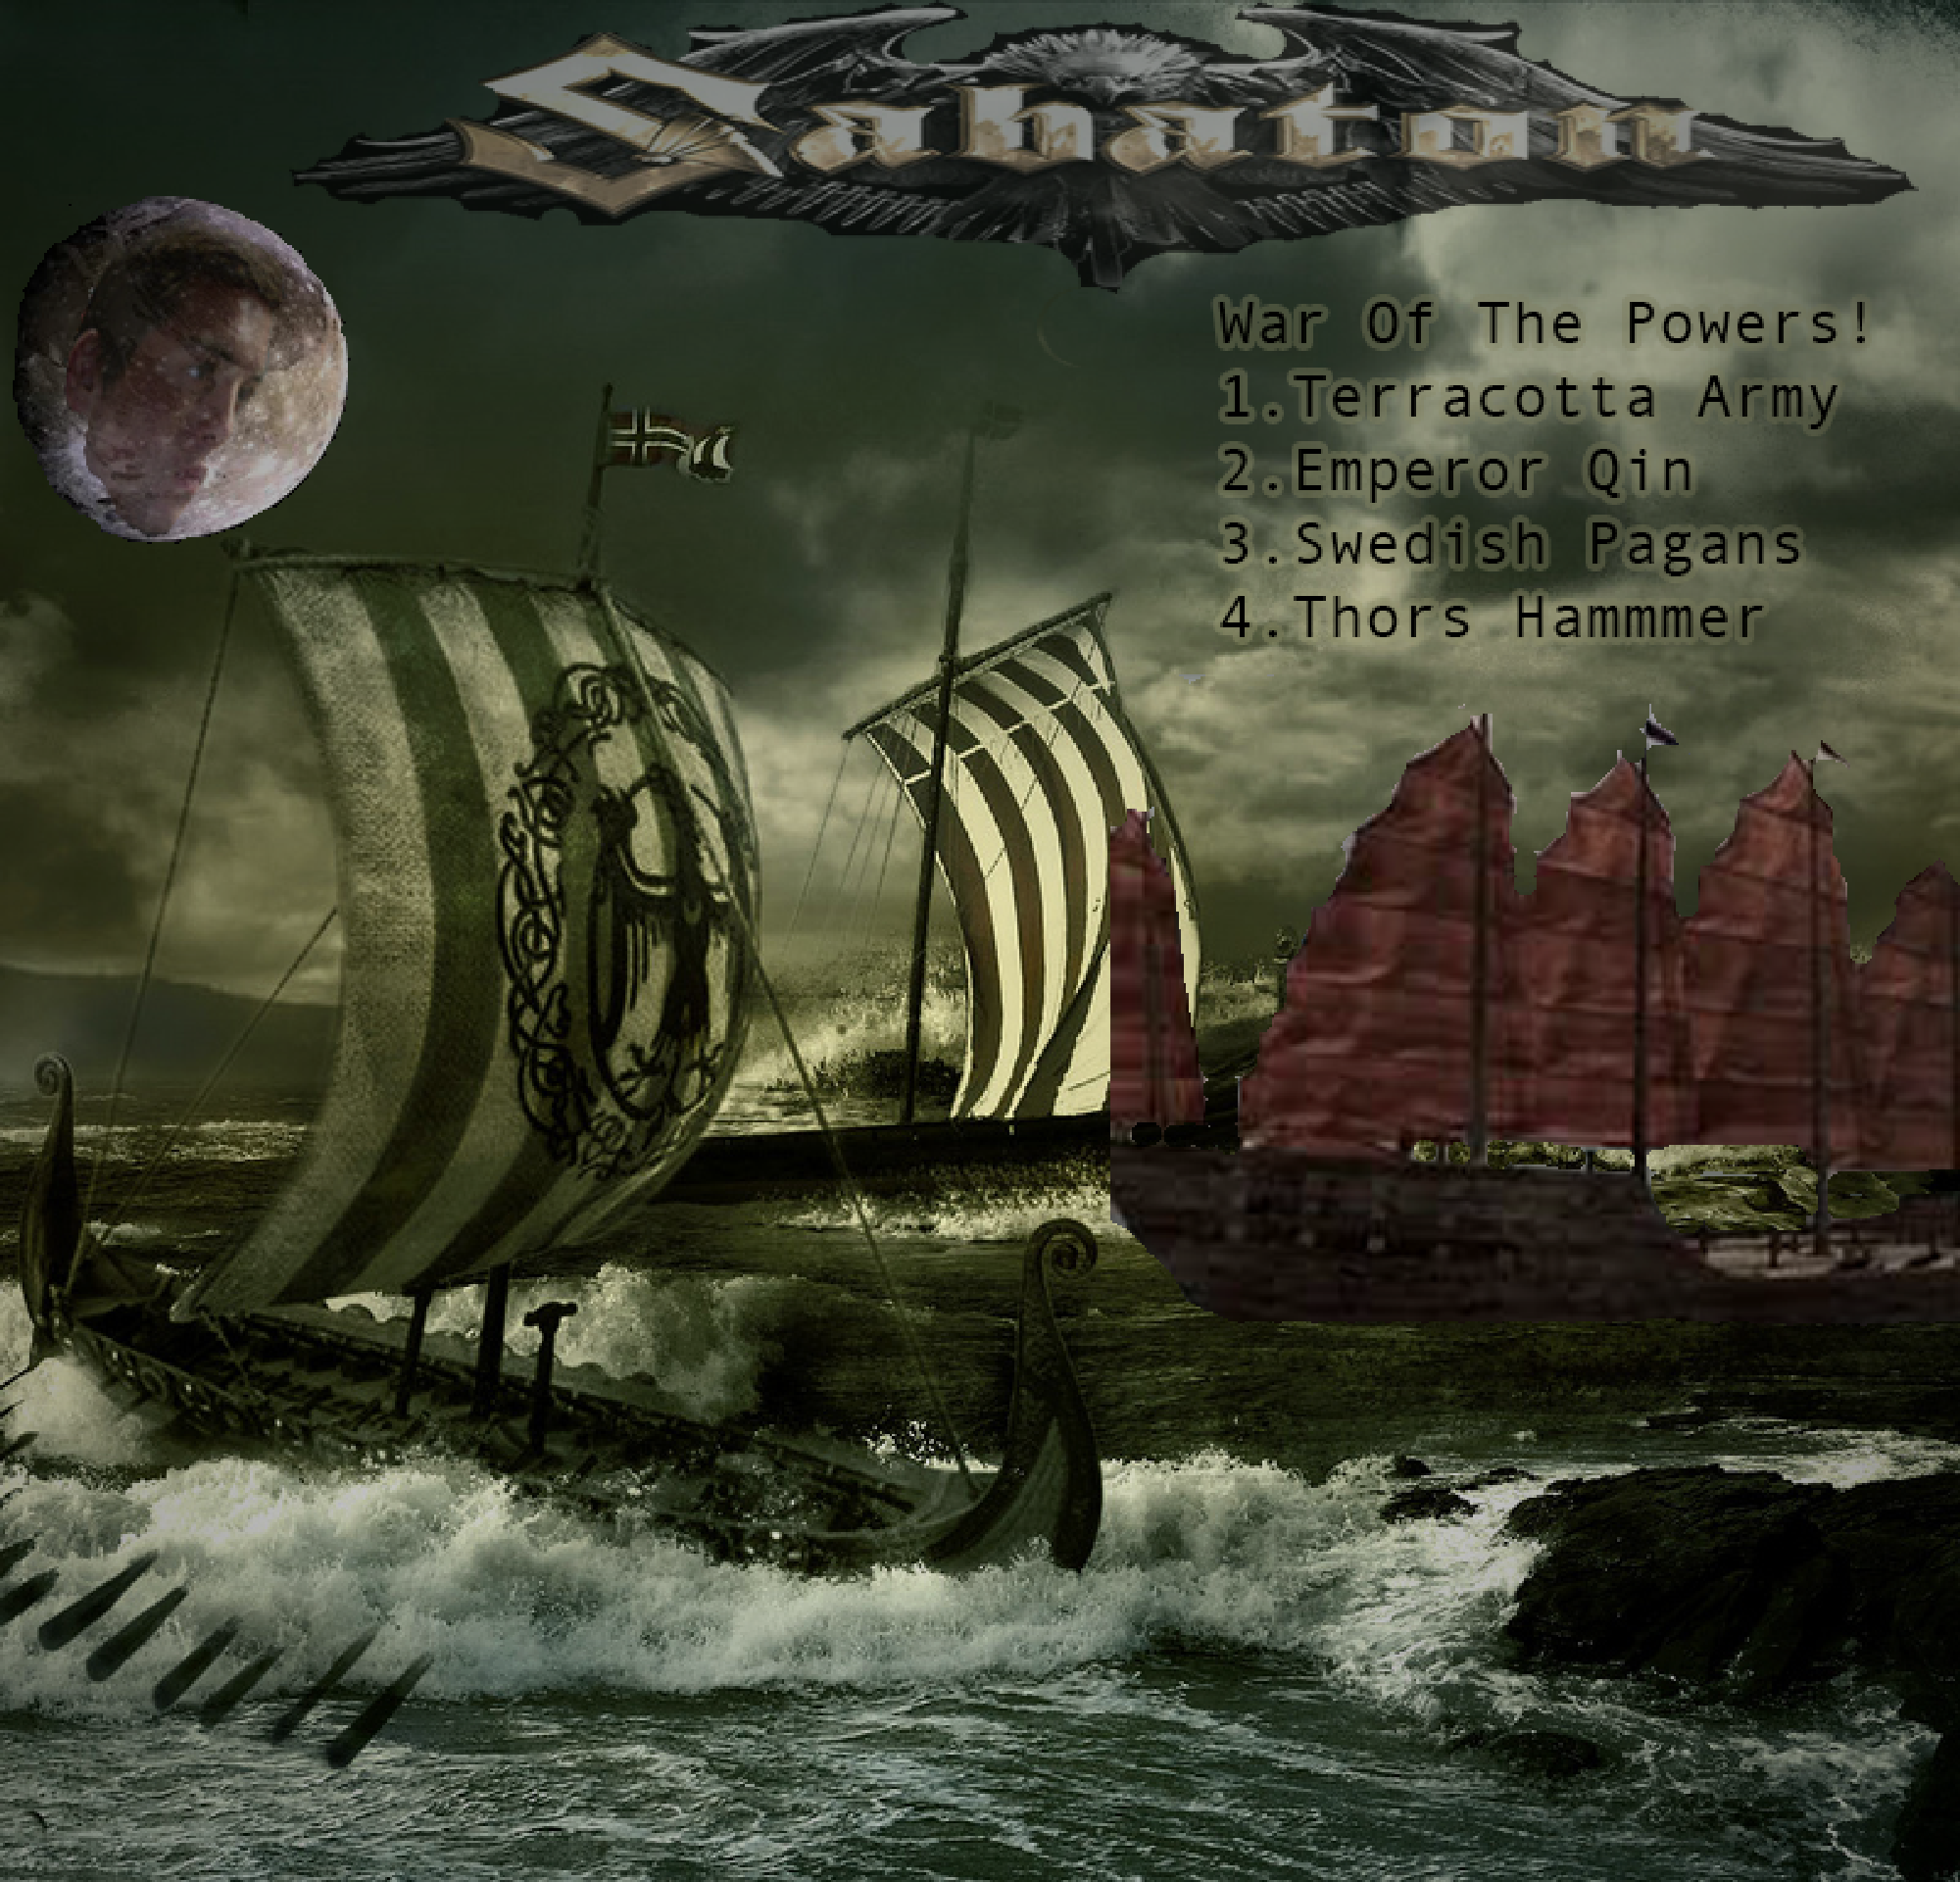 Sabaton
War Of The Powers!
1.Terracotta Army
2.Emperor Qin
3.Swedish Pagans
4.Thors Hammmer